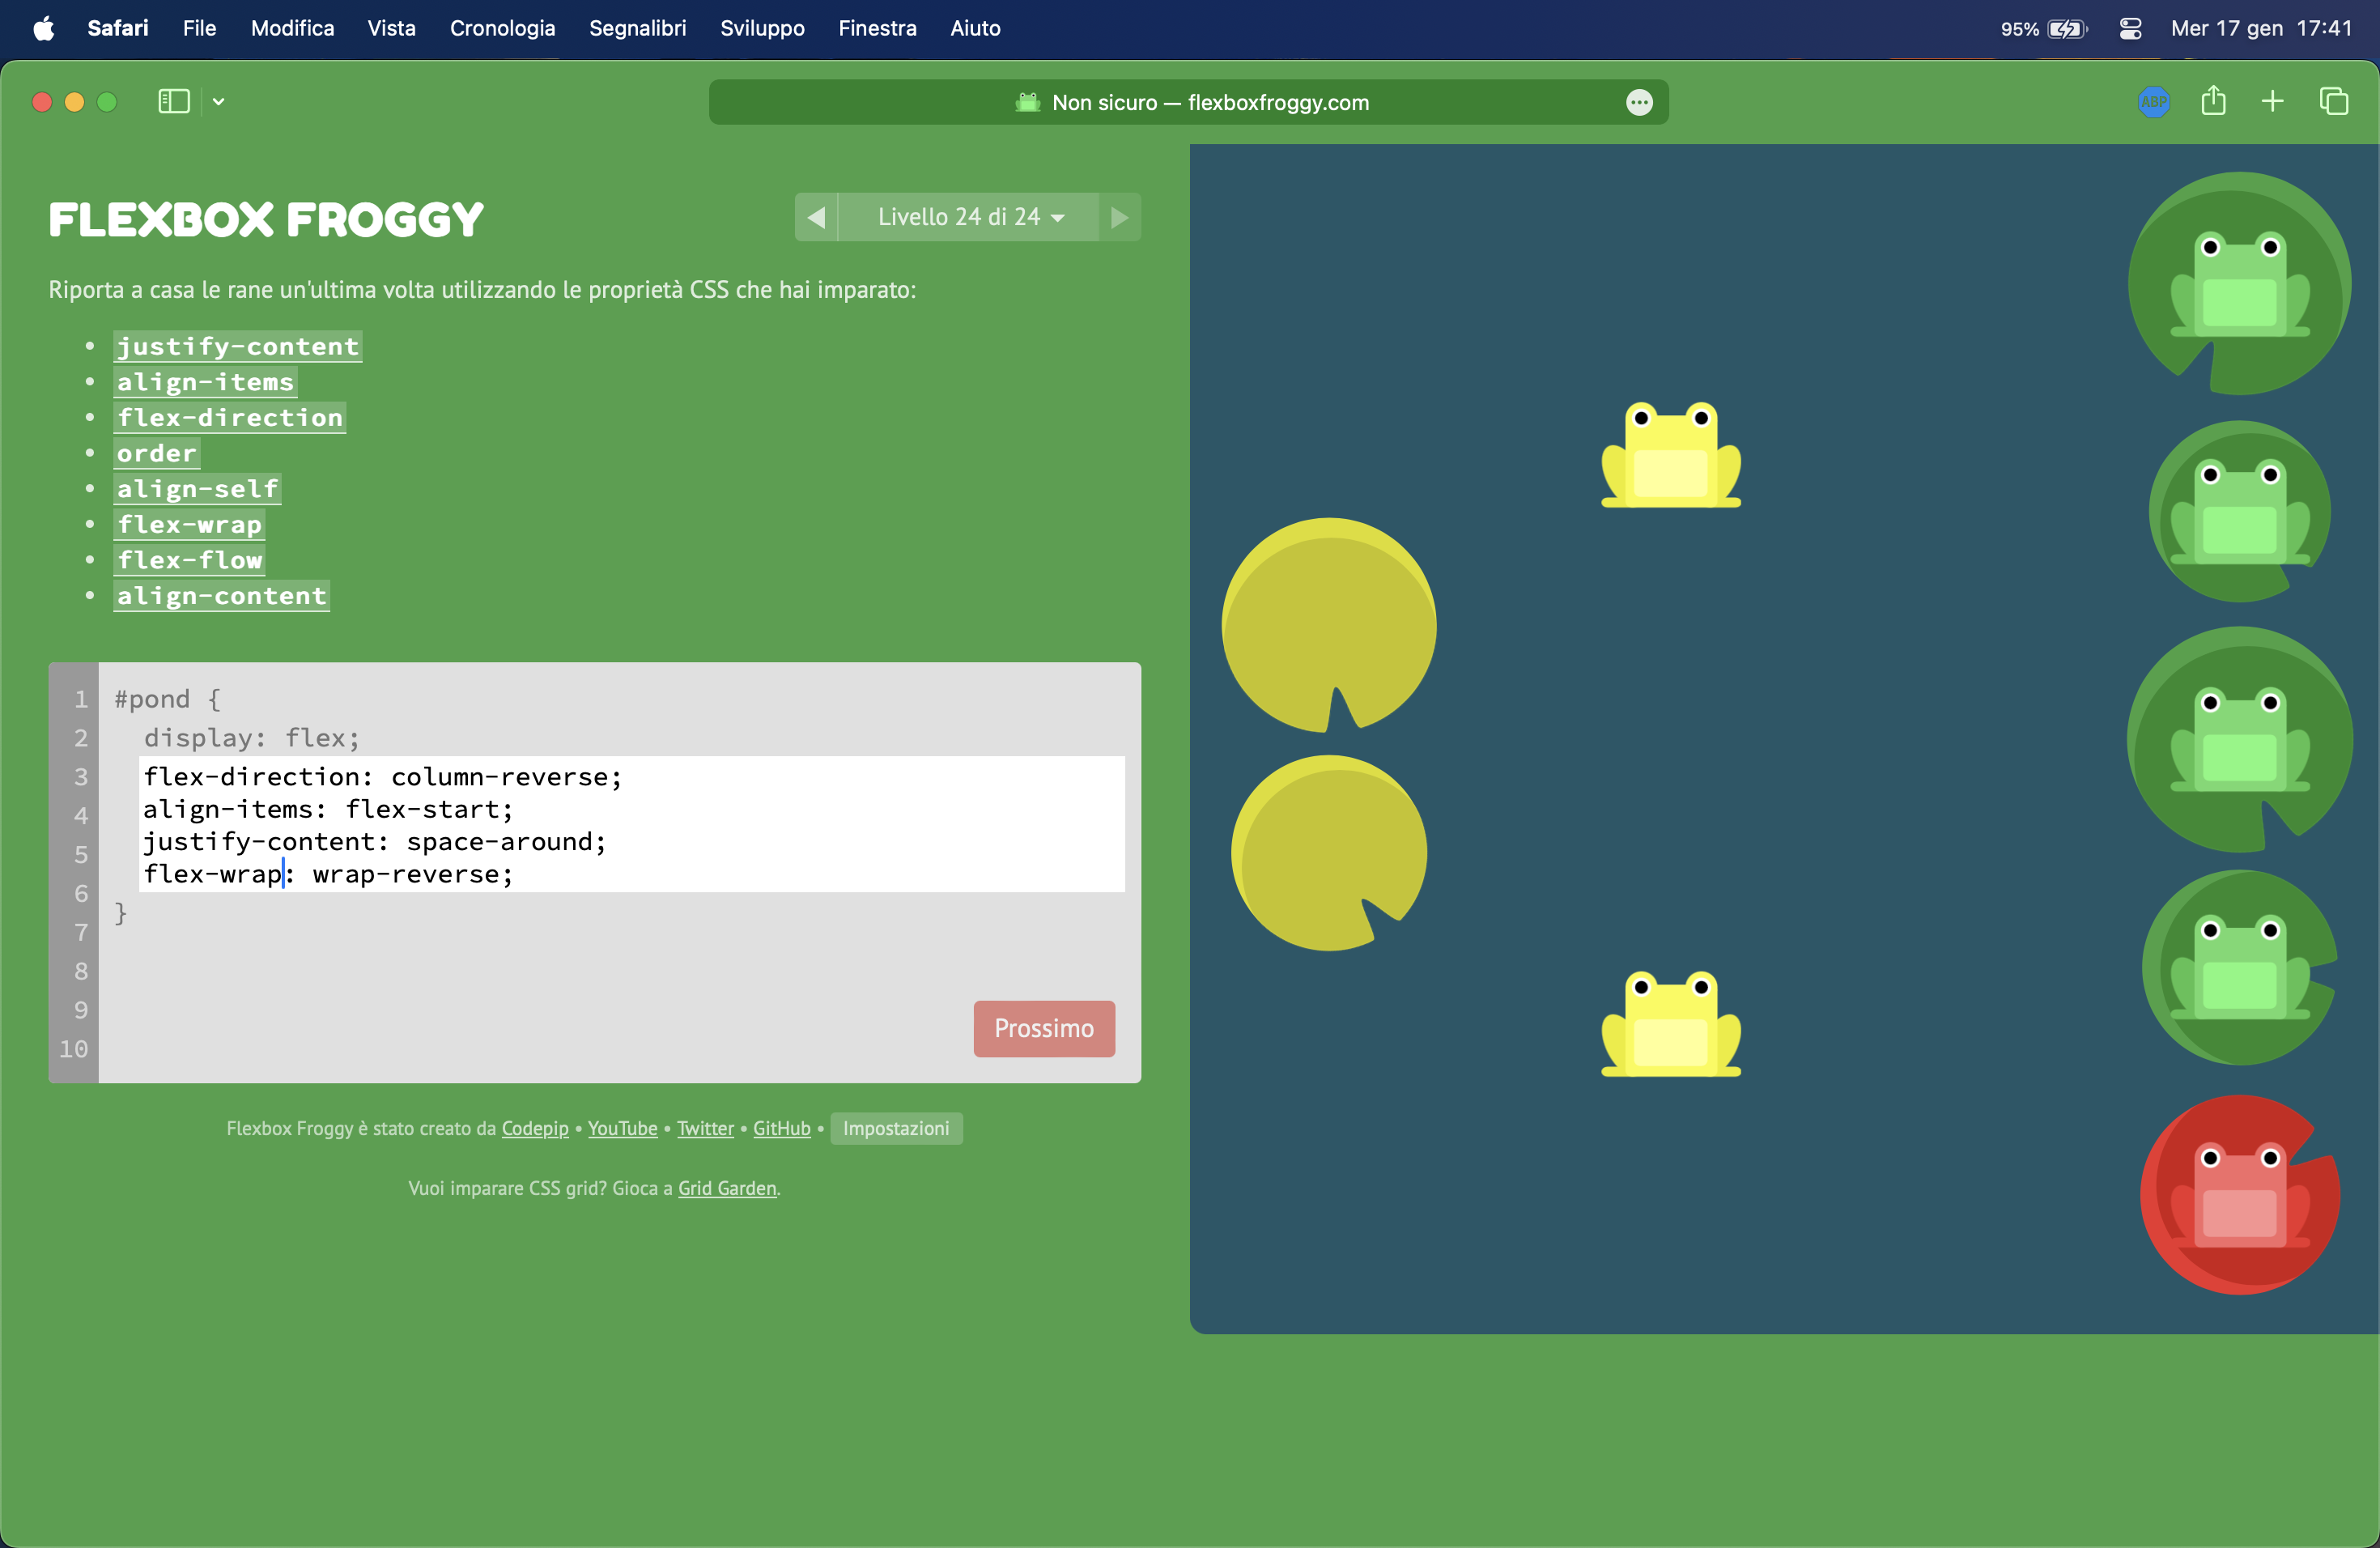 Safari File Modifica Vista Cronologia Segnalibri Sviluppo Finestra Aiuto 95% Mer 17 gen 17:41
Non sicuro — flexboxfroggy.com
ABP
FLEXBOX FROGGY
Livello 24 di 24
Riporta a casa le rane un'ultima volta utilizzando le proprietà CSS che hai imparato:
• justify-content
• align-items
• flex-direction
• order
• align-self
• flex-wrap
• flex-flow
• align-content
1 #pond {
2 display: flex;
3 flex-direction: column-reverse;
4 align-items: flex-start;
5 justify-content: space-around;
6 flex-wrap: wrap-reverse;
7 }
8
9
10
Prossimo
Flexbox Froggy è stato creato da Codepip • YouTube • Twitter • GitHub • Impostazioni
Vuoi imparare CSS grid? Gioca a Grid Garden.